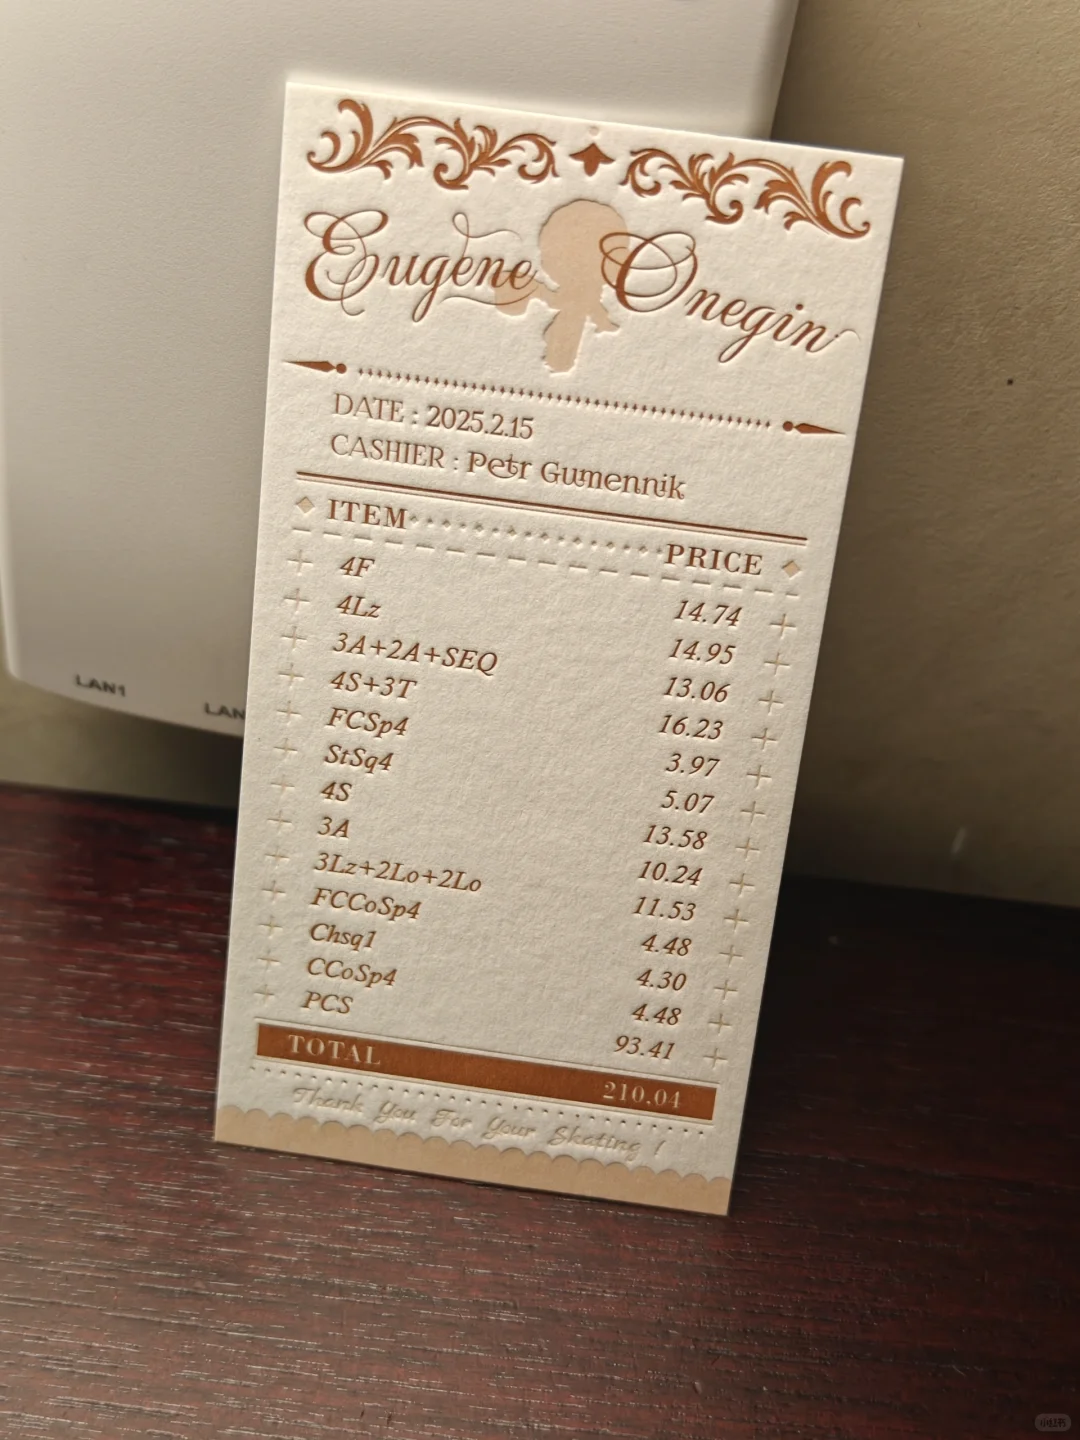 Eugene Onegin
DATE : 2025.2.15
CASHIER : Petr Gumennik
ITEM PRICE
4F 14.74
4Lz 14.95
3A+2A+SEQ 13.06
4S+3T 16.23
FCSp4 3.97
StSq4 5.07
4S 13.58
3A 10.24
3Lz+2Lo+2Lo 11.53
FCCoSp4 4.48
Chsq1 4.30
CCoSp4 4.48
PCS 93.41
TOTAL 210.04
Thank You For Your Skating !
LAN1
LAN